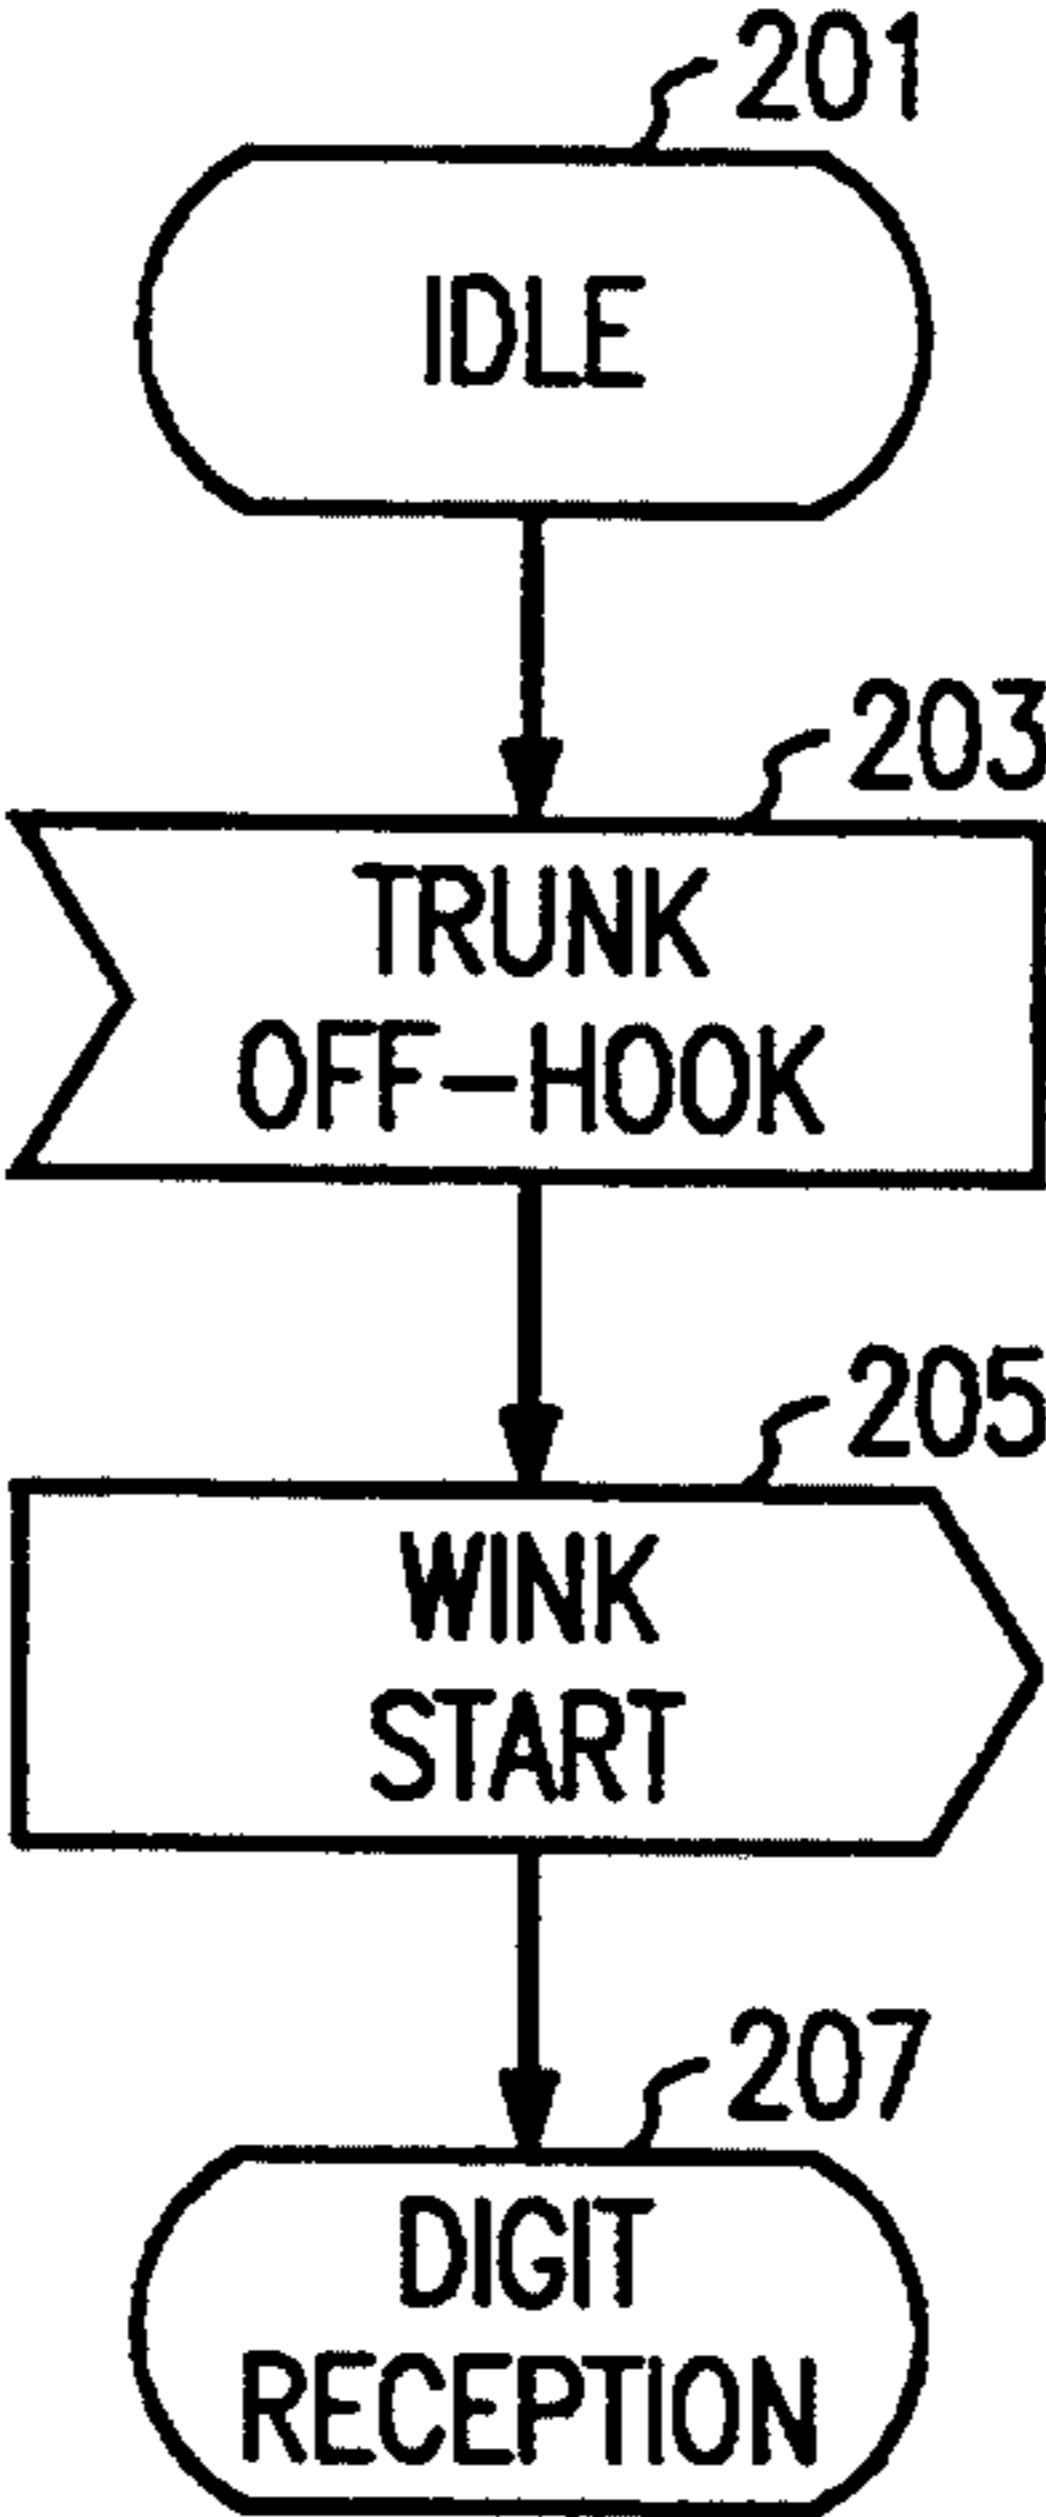 201
IDLE
203
TRUNK
OFF-HOOK
205
WINK
START
207
DIGIT
RECEPTION